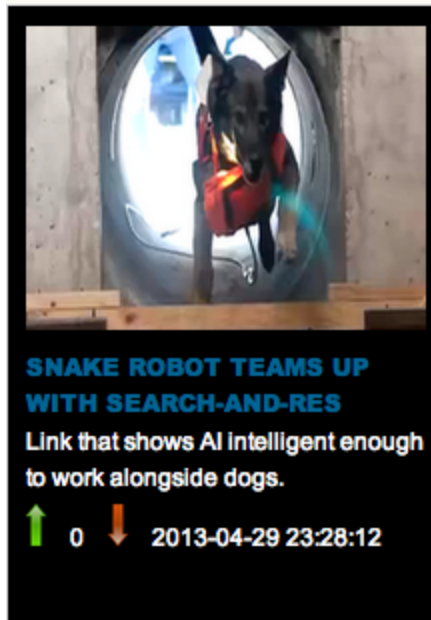 SNAKE ROBOT TEAMS UP
WITH SEARCH-AND-RES
Link that shows AI intelligent enough
to work alongside dogs.
0 2013-04-29 23:28:12